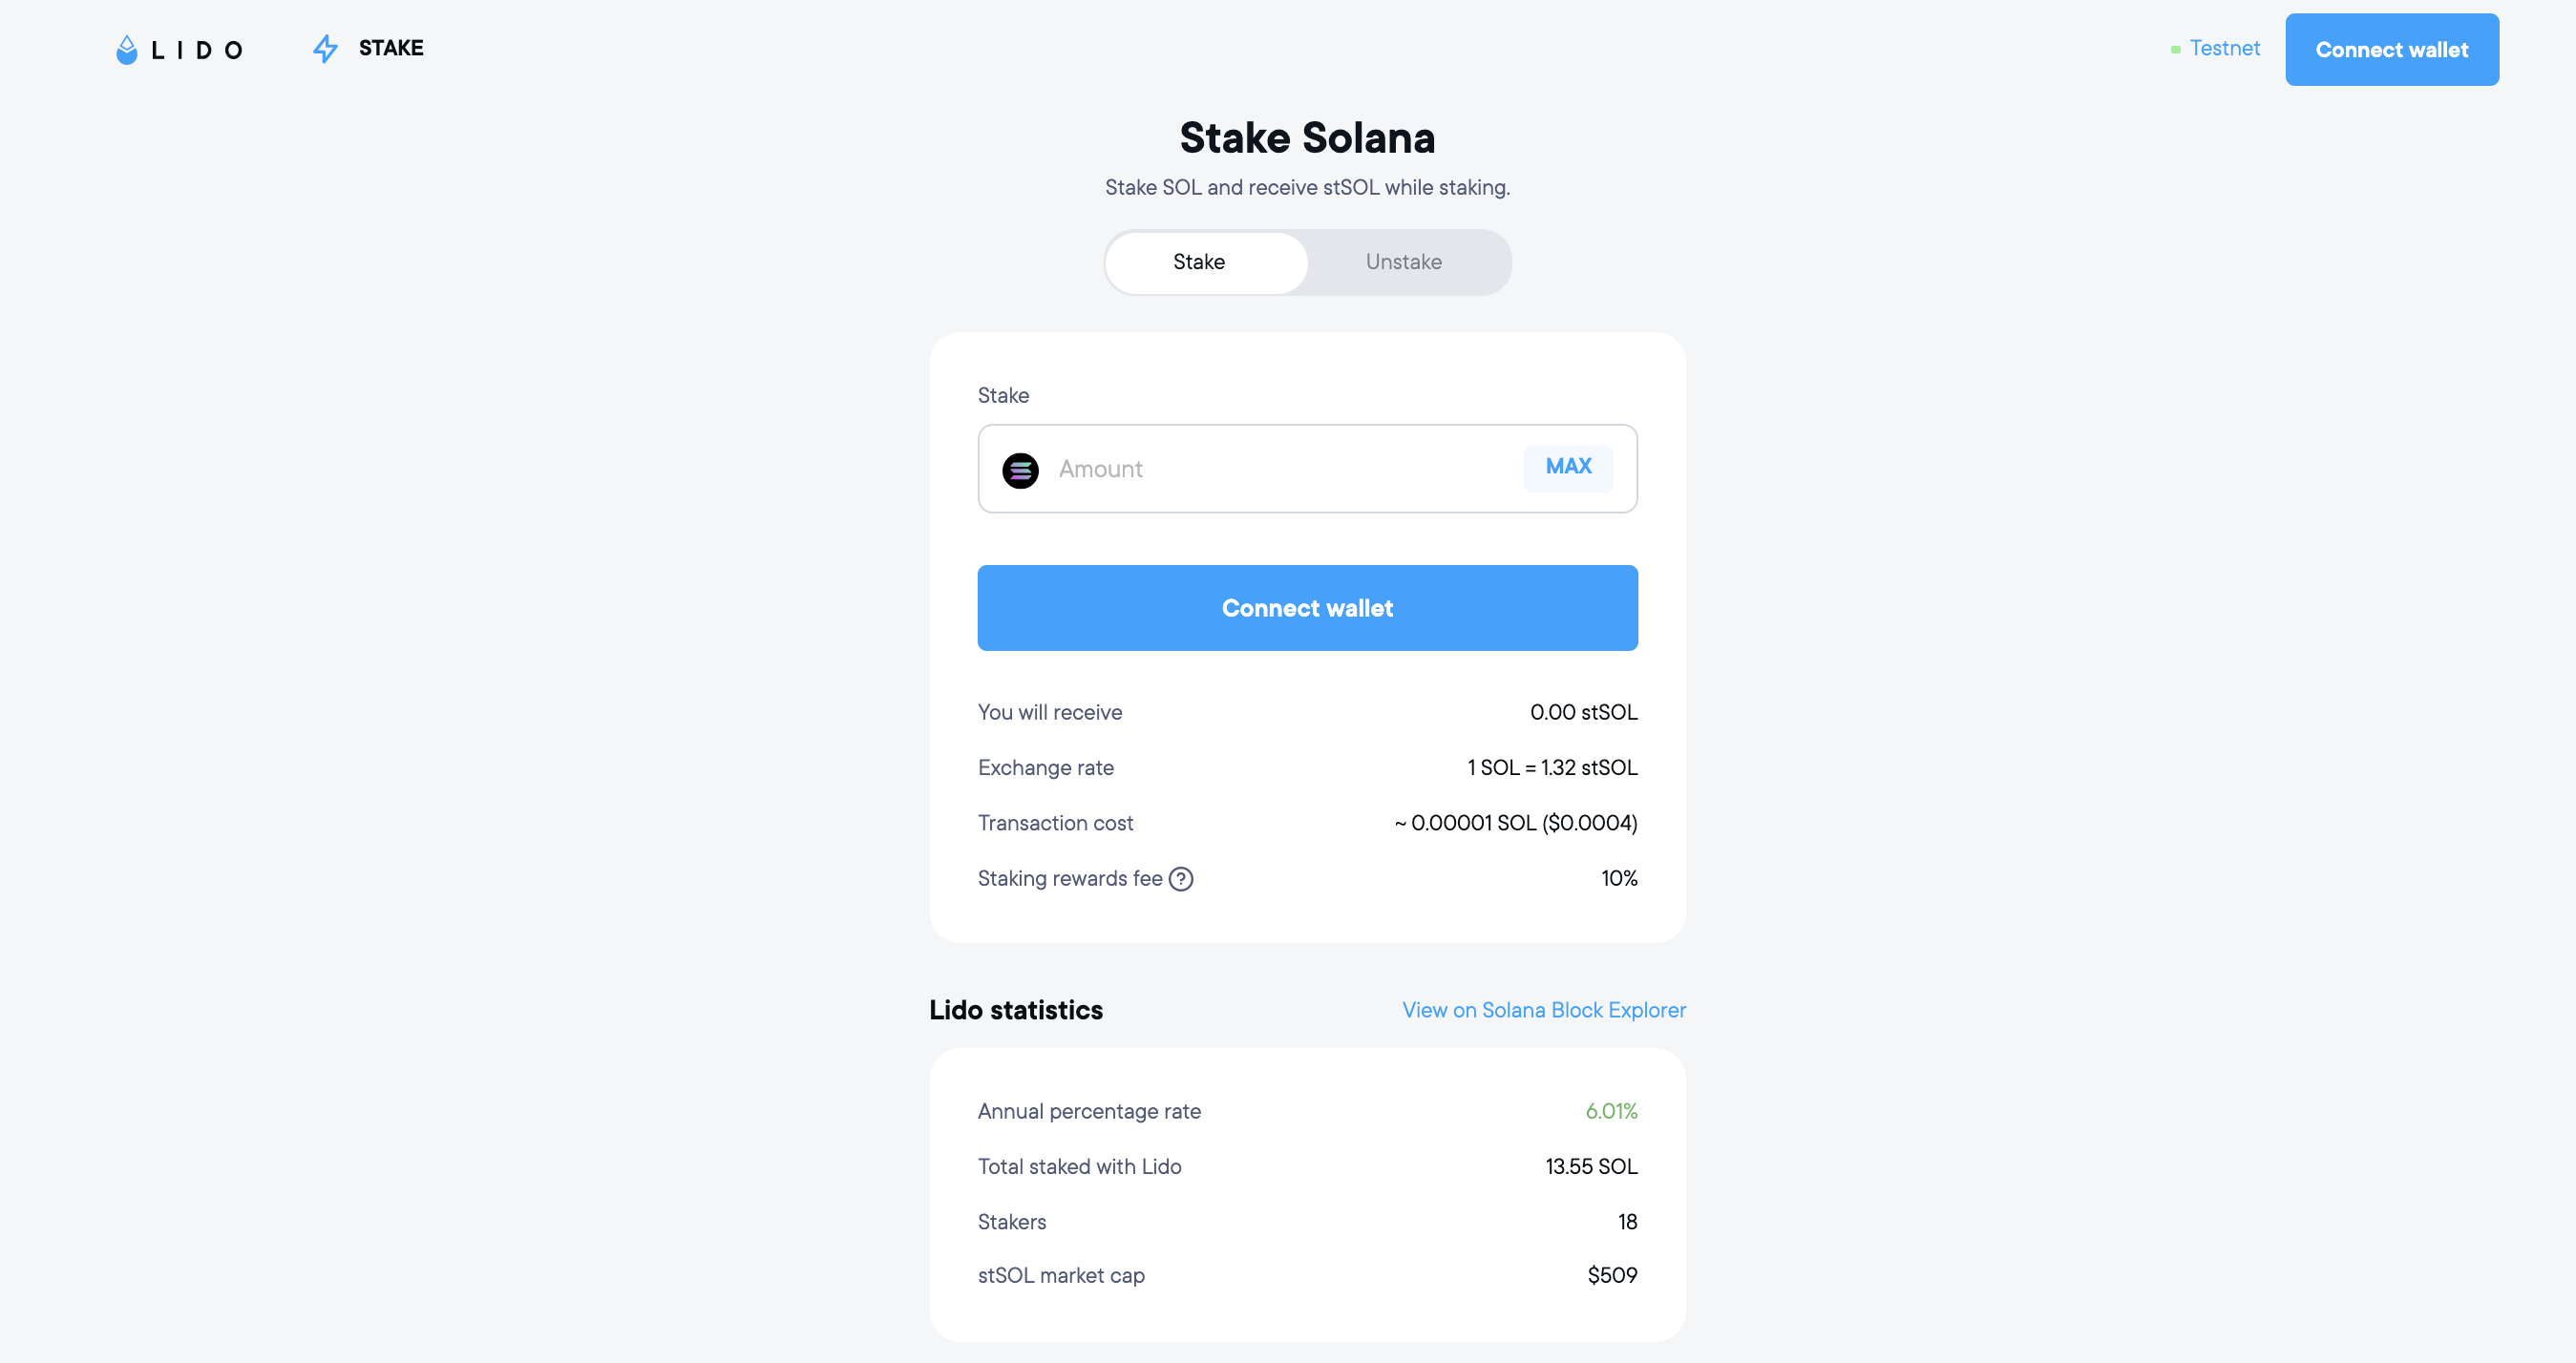 LIDO STAKE Testnet Connect wallet
Stake Solana
Stake SOL and receive stSOL while staking.
Stake Unstake
Stake
Amount MAX
Connect wallet
You will receive 0.00 stSOL
Exchange rate 1 SOL = 1.32 stSOL
Transaction cost ~ 0.00001 SOL ($0.0004)
Staking rewards fee ? 10%
Lido statistics View on Solana Block Explorer
Annual percentage rate 6.01%
Total staked with Lido 13.55 SOL
Stakers 18
stSOL market cap $509